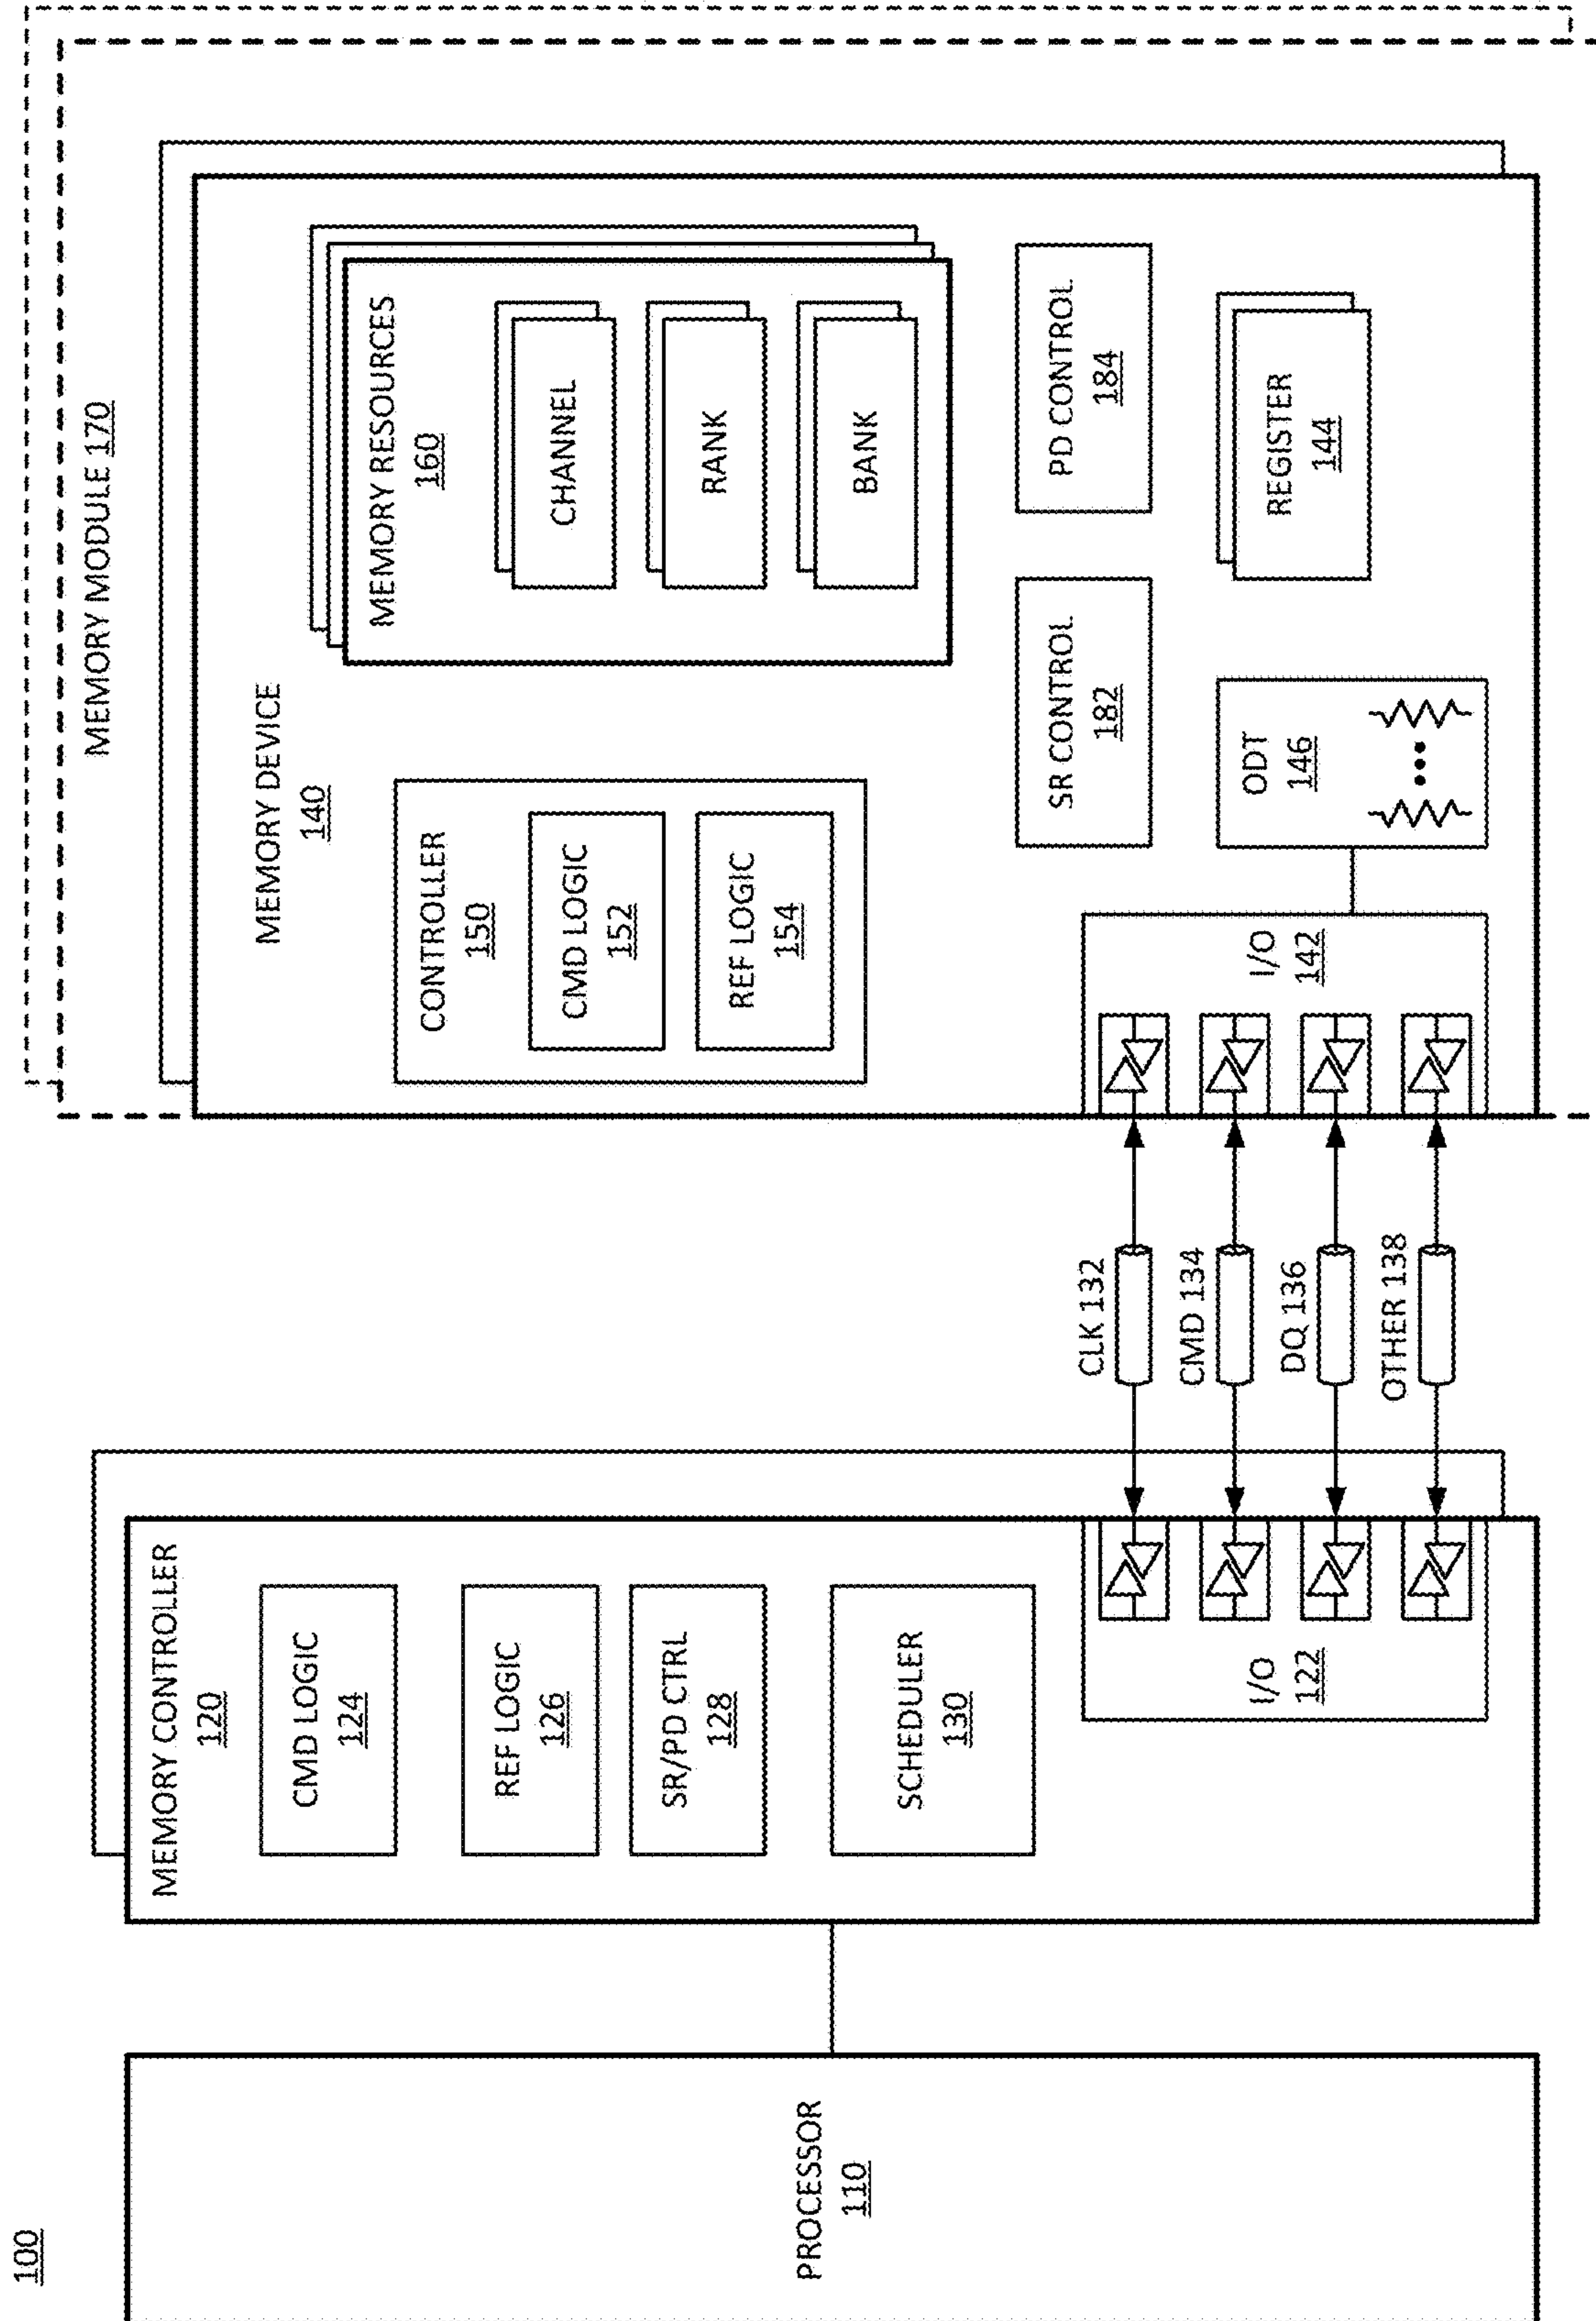 100
PROCESSOR
110
MEMORY CONTROLLER
120
CMD LOGIC
124
REF LOGIC
126
SR/PD CTRL
128
SCHEDULER
130
I/O
122
CLK 132
CMD 134
DQ 136
OTHER 138
MEMORY MODULE 170
MEMORY DEVICE
140
CONTROLLER
150
CMD LOGIC
152
REF LOGIC
154
MEMORY RESOURCES
160
CHANNEL
RANK
BANK
SR CONTROL
182
PD CONTROL
184
I/O
142
ODT
146
REGISTER
144